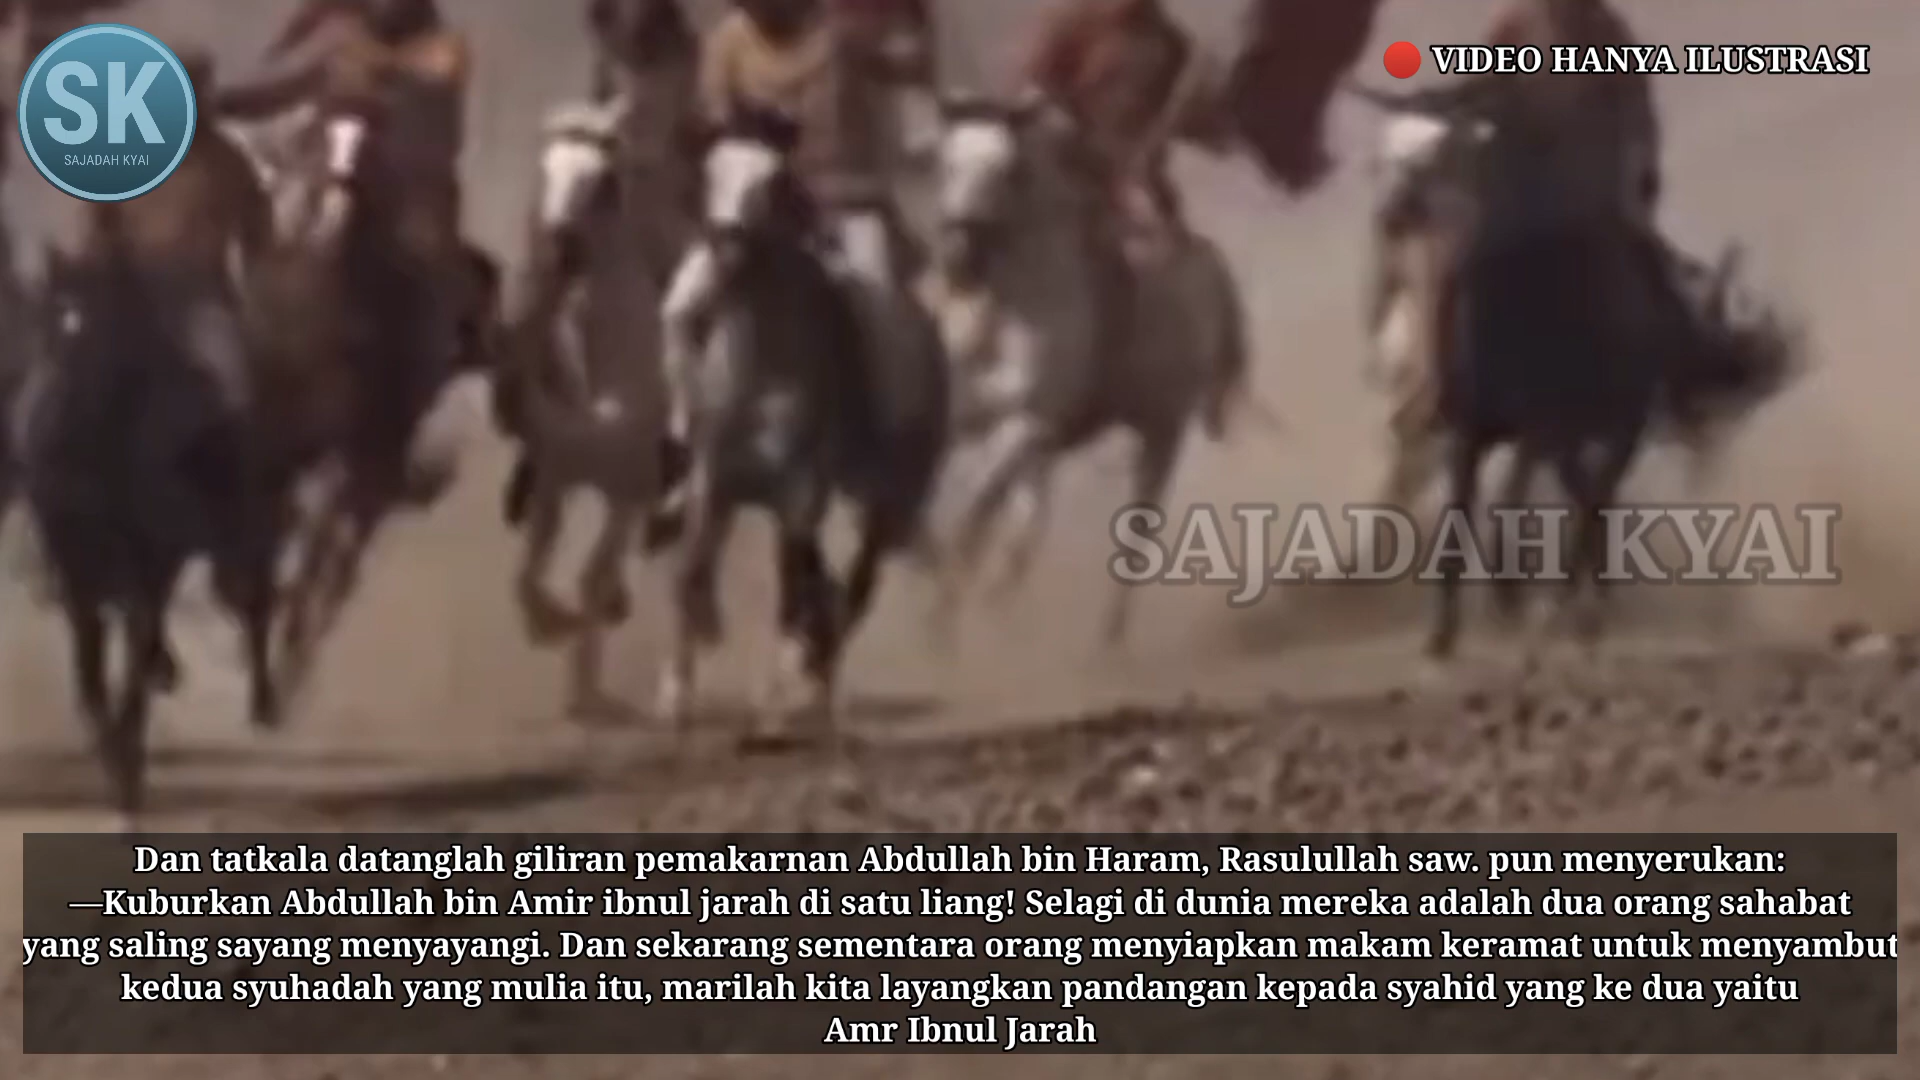 SK
SAJADAH KYAI
VIDEO HANYA ILUSTRASI
SAJADAH KYAI
Dan tatkala datanglah giliran pemakarnan Abdullah bin Haram, Rasulullah saw. pun menyerukan:
—Kuburkan Abdullah bin Amir ibnul jarah di satu liang! Selagi di dunia mereka adalah dua orang sahabat
yang saling sayang menyayangi. Dan sekarang sementara orang menyiapkan makam keramat untuk menyambut
kedua syuhadah yang mulia itu, marilah kita layangkan pandangan kepada syahid yang ke dua yaitu
Amr Ibnul Jarah